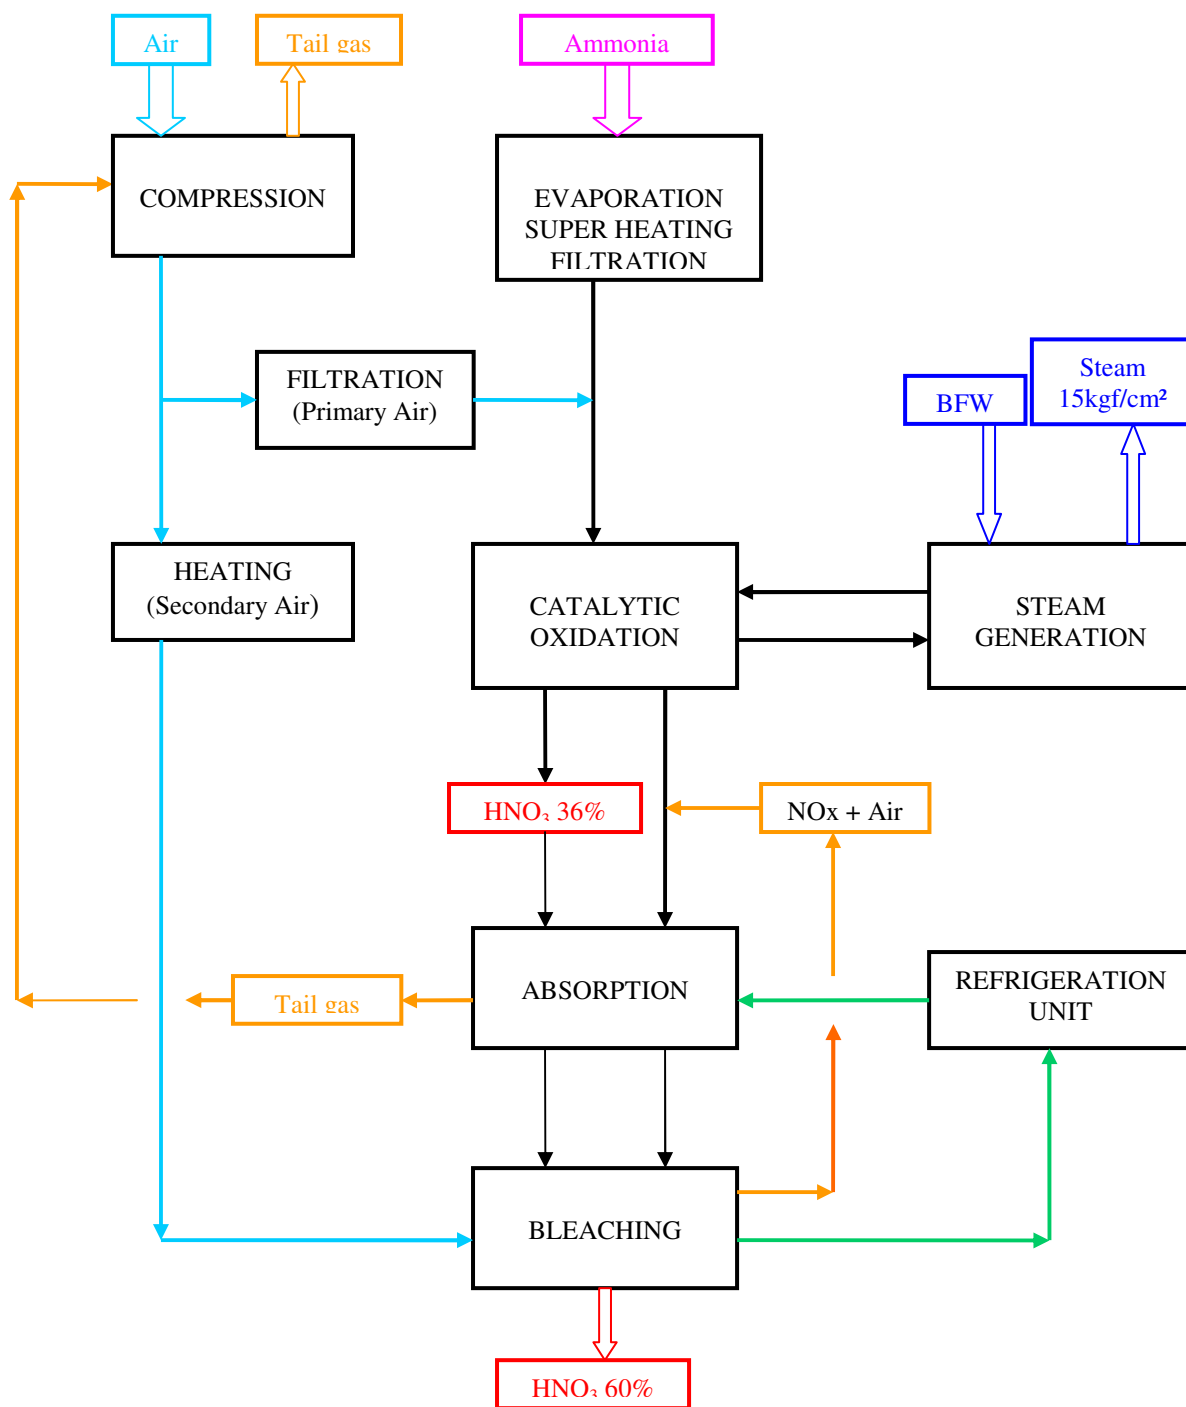 Air
Tail gas
Ammonia
COMPRESSION
EVAPORATION
SUPER HEATING
FILTRATION
FILTRATION
(Primary Air)
BFW
Steam
15kgf/cm²
HEATING
(Secondary Air)
CATALYTIC
OXIDATION
STEAM
GENERATION
HNO₃ 36%
NOx + Air
Tail gas
ABSORPTION
REFRIGERATION
UNIT
BLEACHING
HNO₃ 60%